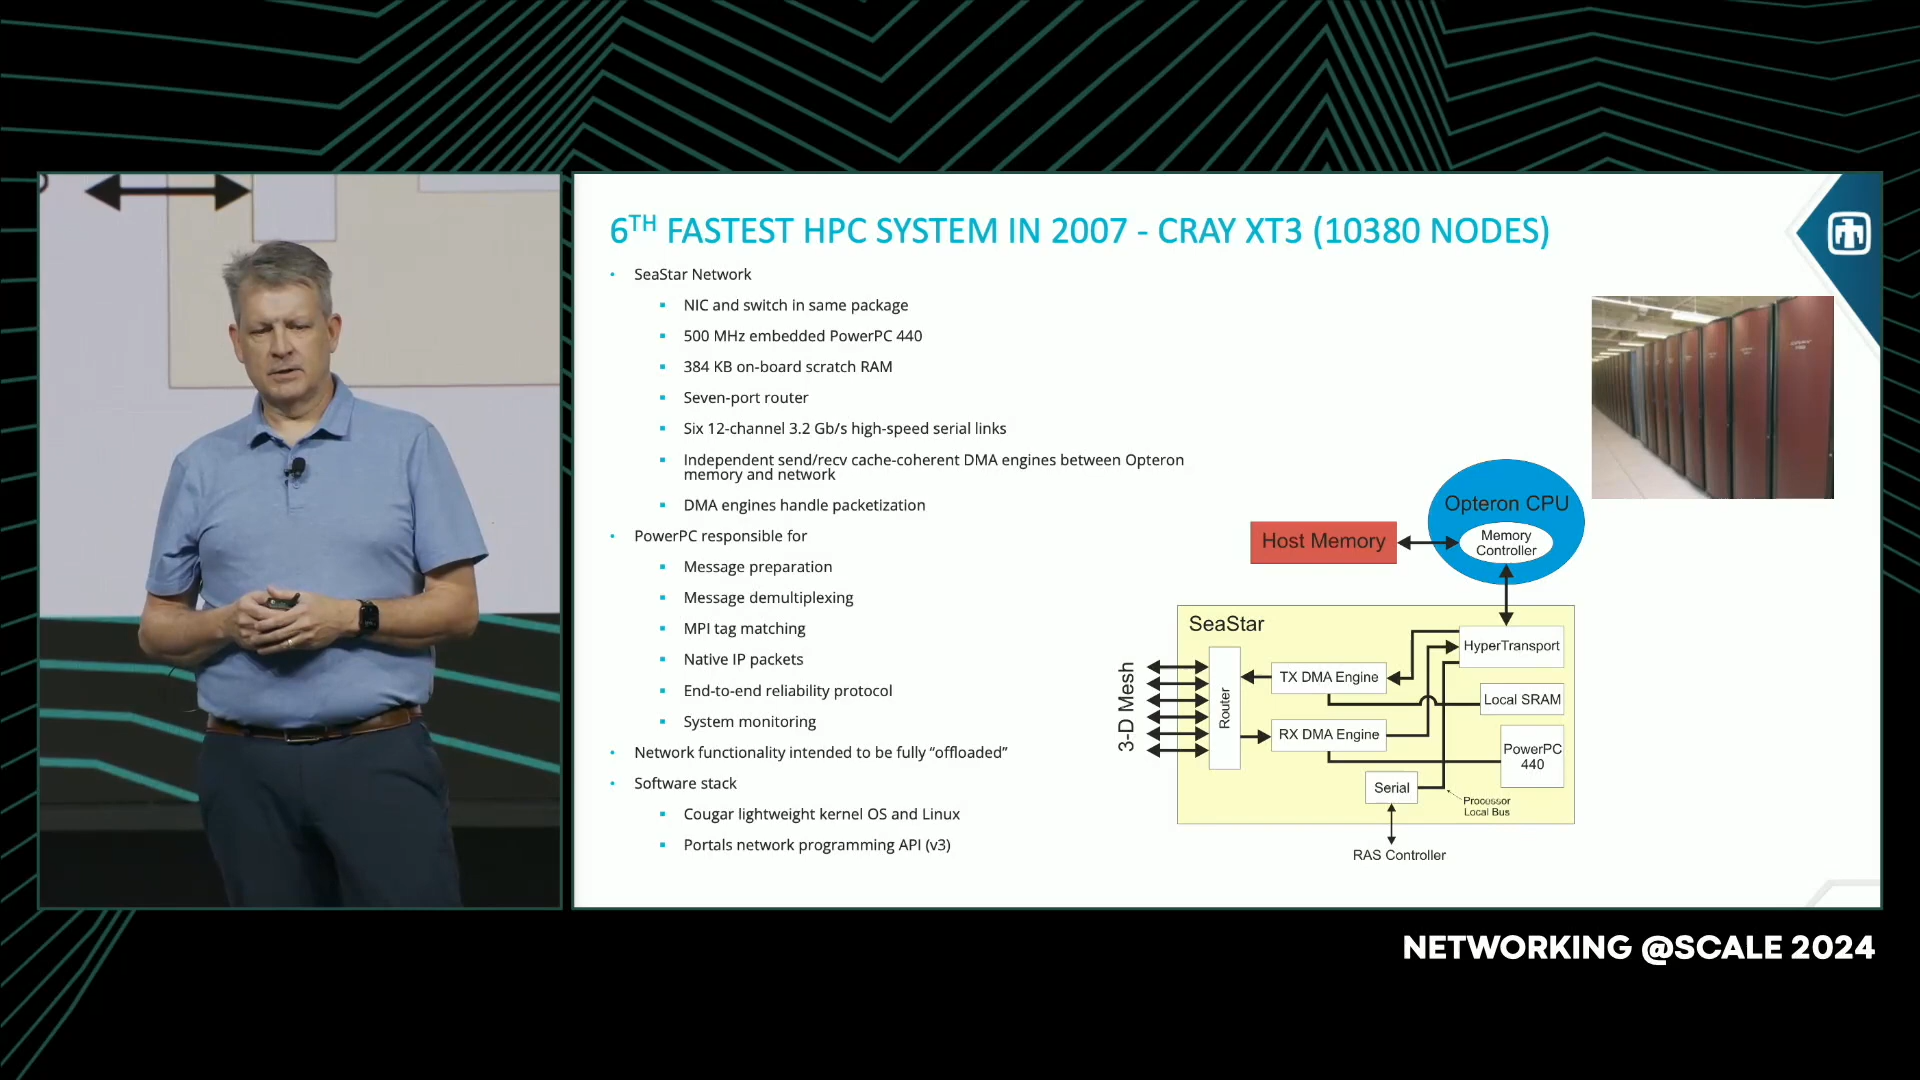 6TH FASTEST HPC SYSTEM IN 2007 - CRAY XT3 (10380 NODES)
• SeaStar Network
▪ NIC and switch in same package
▪ 500 MHz embedded PowerPC 440
▪ 384 KB on-board scratch RAM
▪ Seven-port router
▪ Six 12-channel 3.2 Gb/s high-speed serial links
▪ Independent send/recv cache-coherent DMA engines between Opteron
memory and network
▪ DMA engines handle packetization
• PowerPC responsible for
▪ Message preparation
▪ Message demultiplexing
▪ MPI tag matching
▪ Native IP packets
▪ End-to-end reliability protocol
▪ System monitoring
• Network functionality intended to be fully “offloaded”
• Software stack
▪ Cougar lightweight kernel OS and Linux
▪ Portals network programming API (v3)
Opteron CPU
Host Memory
Memory
Controller
SeaStar
HyperTransport
3-D Mesh
Router
TX DMA Engine
Local SRAM
RX DMA Engine
PowerPC
440
Serial
Processor
Local Bus
RAS Controller
NETWORKING @SCALE 2024